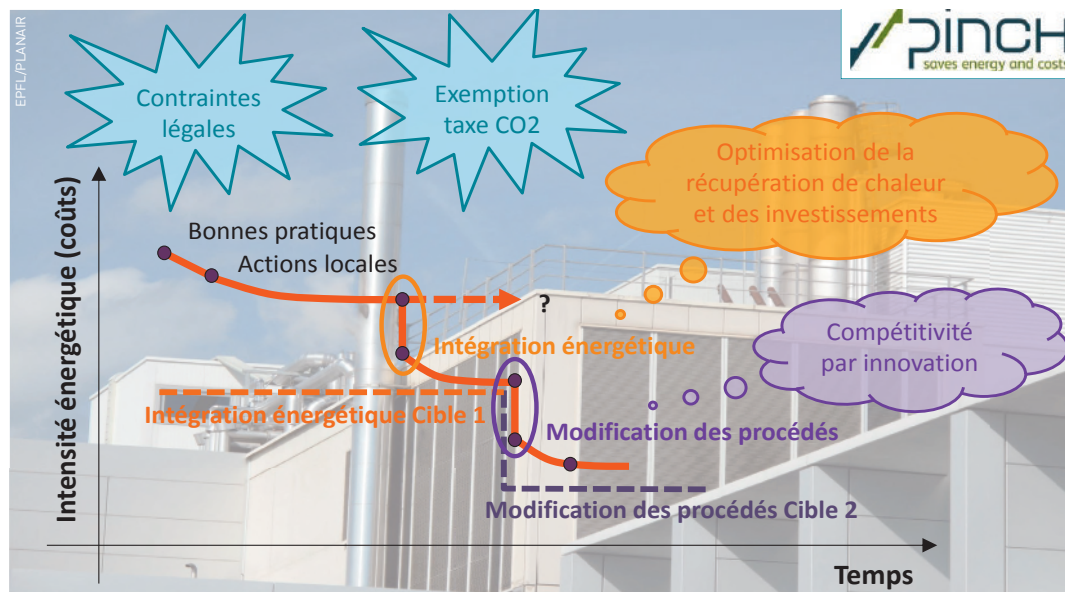 EPFL/PLANAIR
PINCH
saves energy and costs
Contraintes
légales
Exemption
taxe CO2
Optimisation de la
récupération de chaleur
et des investissements
Bonnes pratiques
Actions locales
?
Compétitivité
par innovation
Intégration énergétique
Intégration énergétique Cible 1
Modification des procédés
Modification des procédés Cible 2
Intensité énergétique (coûts)
Temps